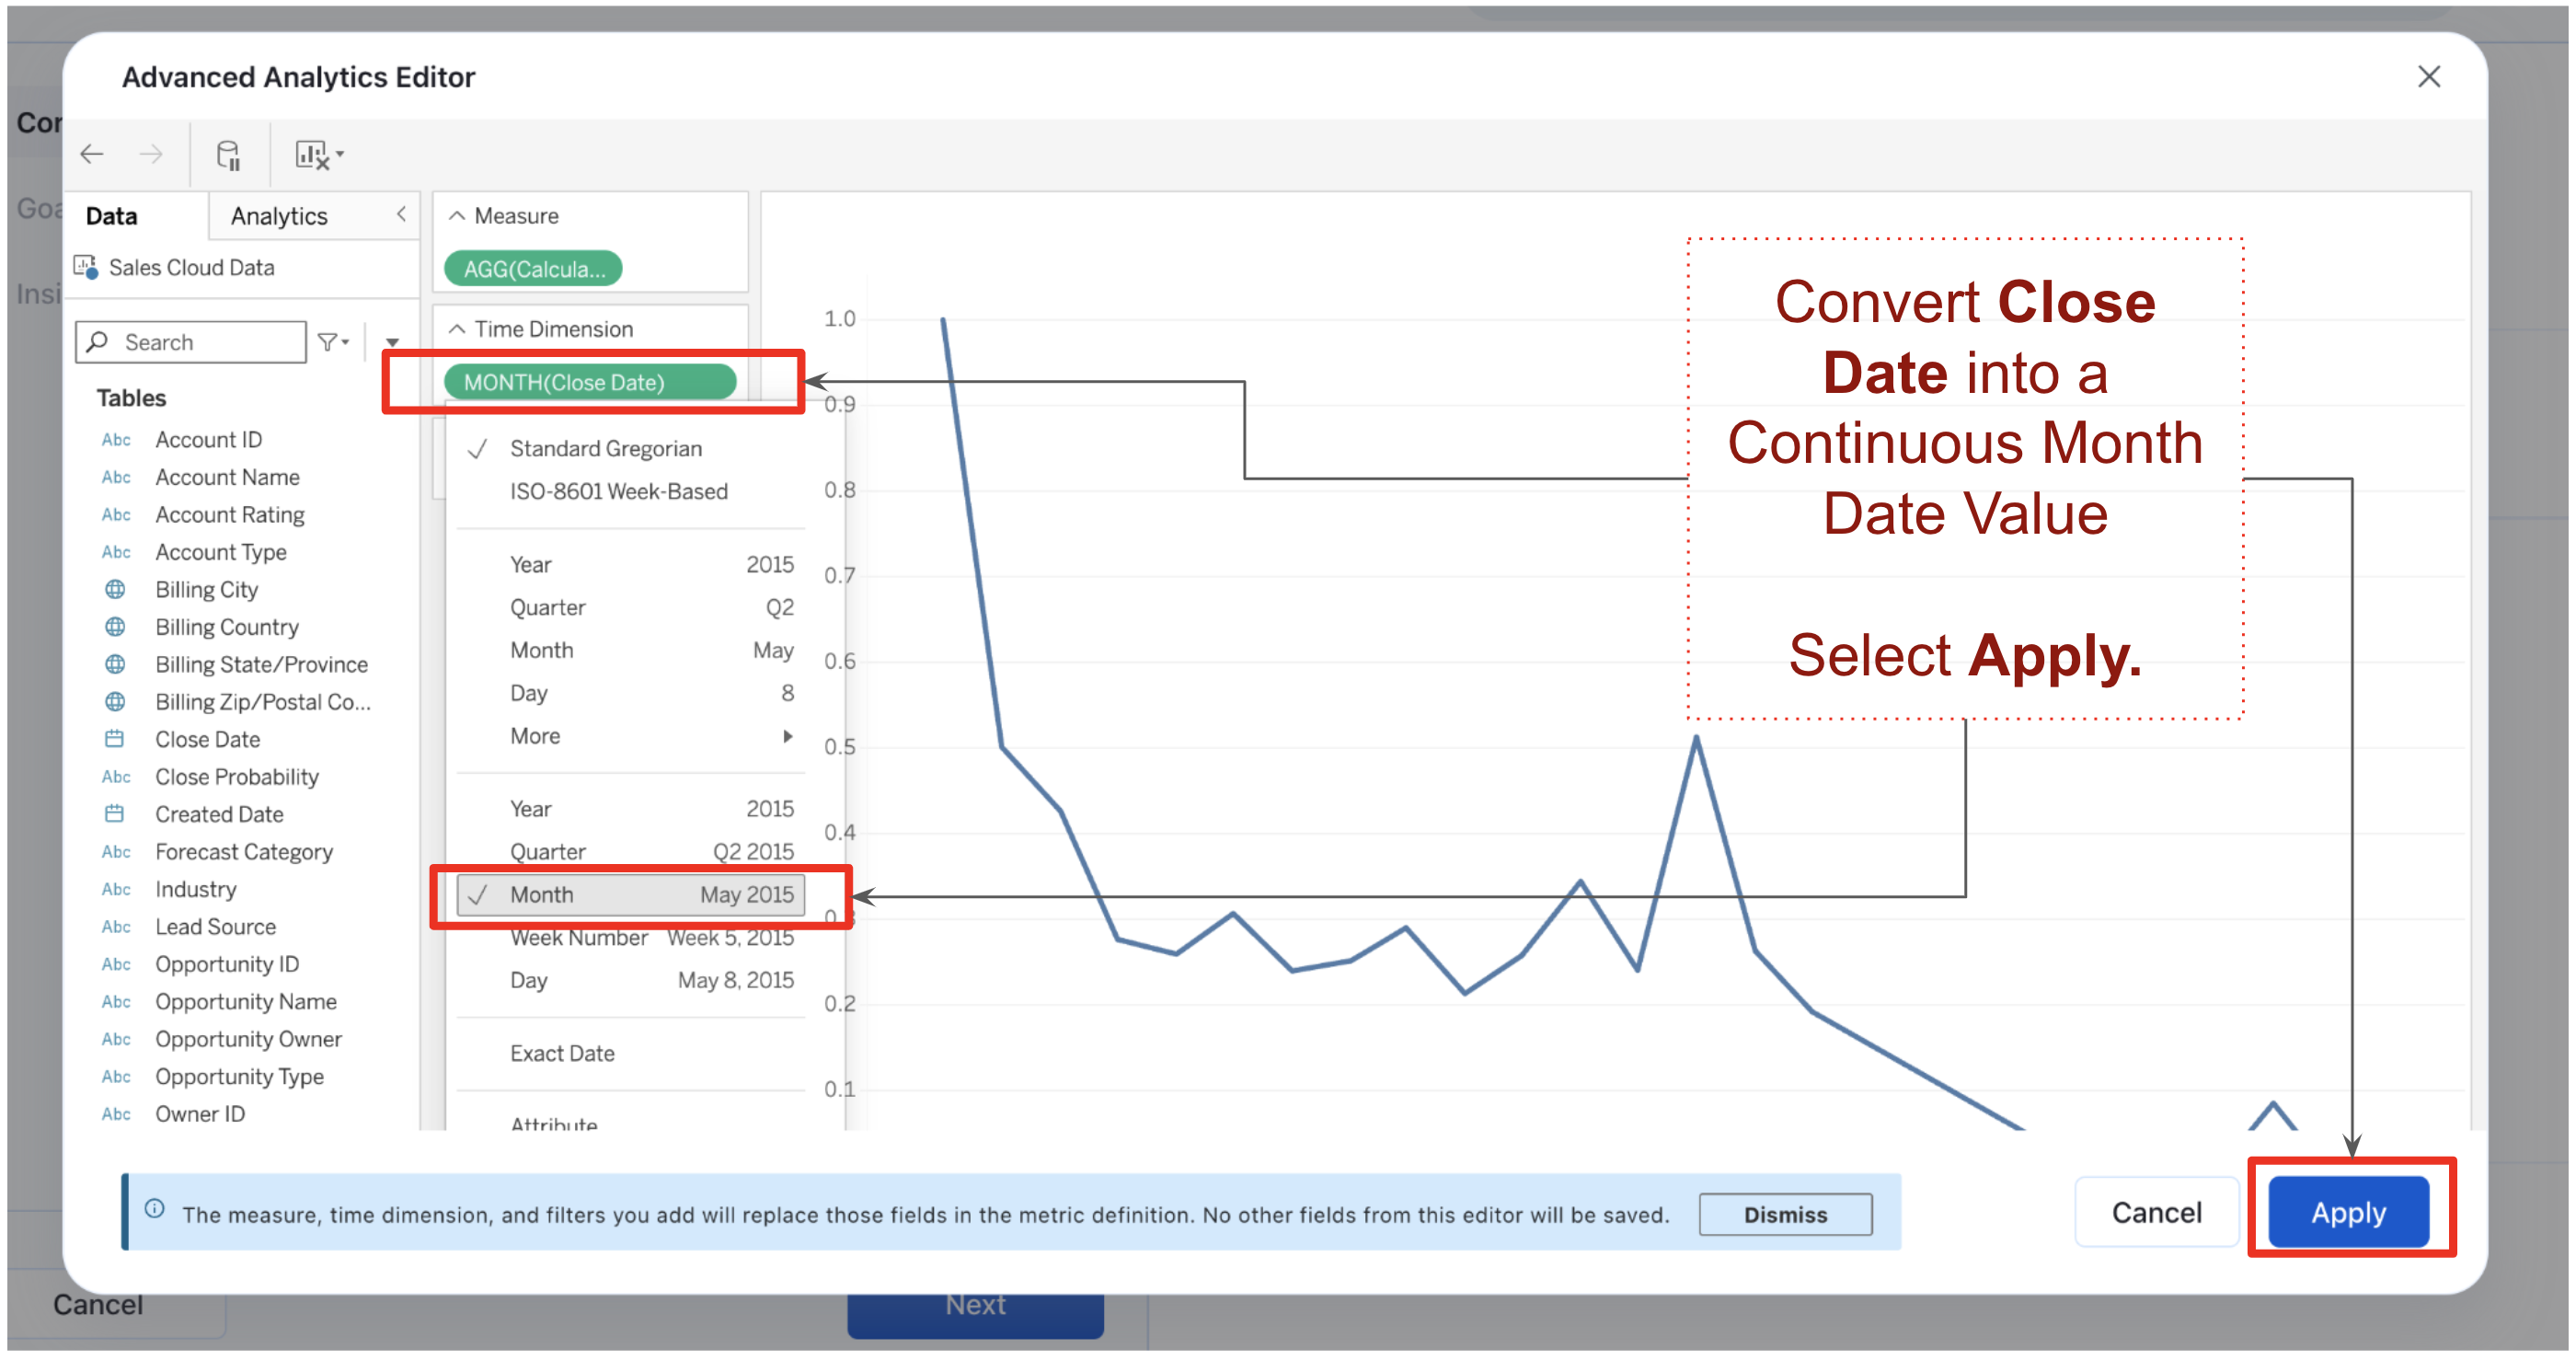 Advanced Analytics Editor
Cor
Goa
Insi
Data
Analytics
Sales Cloud Data
Search
Tables
Abc Account ID
Abc Account Name
Abc Account Rating
Abc Account Type
Billing City
Billing Country
Billing State/Province
Billing Zip/Postal Co...
Close Date
Abc Close Probability
Created Date
Abc Forecast Category
Abc Industry
Abc Lead Source
Abc Opportunity ID
Abc Opportunity Name
Abc Opportunity Owner
Abc Opportunity Type
Abc Owner ID
Measure
AGG(Calcula...
Time Dimension
MONTH(Close Date)
Standard Gregorian
ISO-8601 Week-Based
Year 2015
Quarter Q2
Month May
Day 8
More
Year 2015
Quarter Q2 2015
Month May 2015
Week Number Week 5, 2015
Day May 8, 2015
Exact Date
Attribute
1.0
0.9
0.8
0.7
0.6
0.5
0.4
0.3
0.2
0.1
Convert Close
Date into a
Continuous Month
Date Value
Select Apply.
The measure, time dimension, and filters you add will replace those fields in the metric definition. No other fields from this editor will be saved.
Dismiss
Cancel
Apply
Cancel
Next